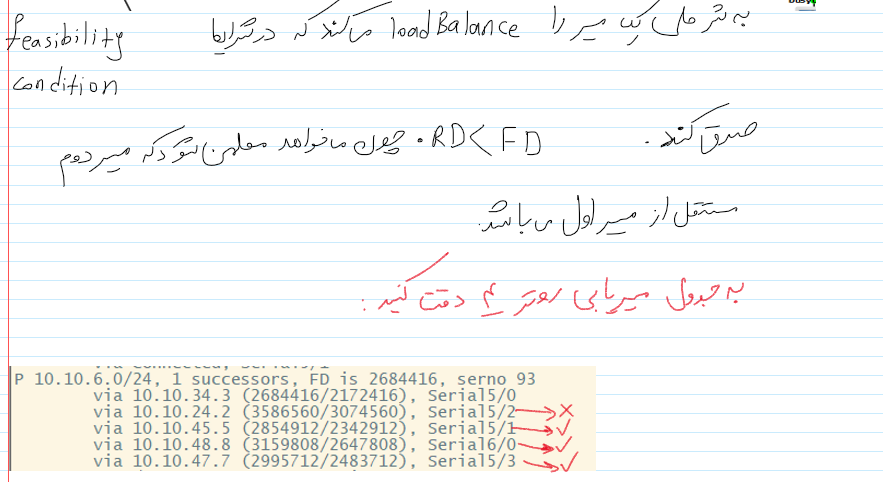 به شرطی یک مسیر را loadBalance می‌کند که در شرایط feasibility
condition
صدق کند. RD<FD. چون ما خواهد مطمئن شود که مسیر دوم
مستقل از مسیر اول می باشد.
به جدول مسیریابی روتر ۴ دقت کنید:
P 10.10.6.0/24, 1 successors, FD is 2684416, serno 93
via 10.10.34.3 (2684416/2172416), Serial5/0
via 10.10.24.2 (3586560/3074560), Serial5/2 → ×
via 10.10.45.5 (2854912/2342912), Serial5/1 → ✓
via 10.10.48.8 (3159808/2647808), Serial6/0 → ✓
via 10.10.47.7 (2995712/2483712), Serial5/3 → ✓